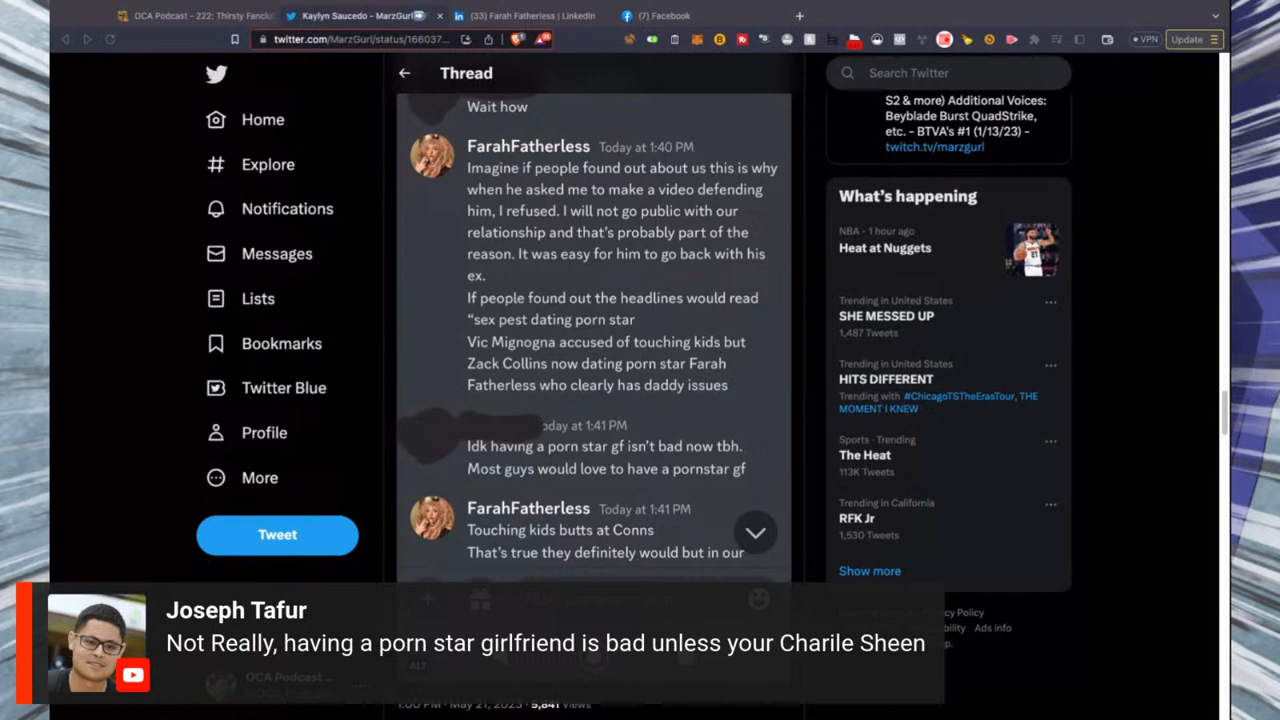 OCA Podcast - 222: Thirsty Fanclu
Kaylyn Saucedo - MarzGurl
(33) Farah Fatherless | LinkedIn
(7) Facebook
twitter.com/MarzGurl/status/166037...
VPN
Update
Home
Explore
Notifications
Messages
Lists
Bookmarks
Twitter Blue
Profile
More
Tweet
Thread
Wait how
FarahFatherless Today at 1:40 PM
Imagine if people found out about us this is why
when he asked me to make a video defending
him, I refused. I will not go public with our
relationship and that's probably part of the
reason. It was easy for him to go back with his
ex.
If people found out the headlines would read
“sex pest dating porn star
Vic Mignogna accused of touching kids but
Zack Collins now dating porn star Farah
Fatherless who clearly has daddy issues
oday at 1:41 PM
Idk having a porn star gf isn't bad now tbh.
Most guys would love to have a pornstar gf
FarahFatherless Today at 1:41 PM
Touching kids butts at Conns
That's true they definitely would but in our
ALT
OCA Podcast ...
1:00 PM · May 21, 2023 · 5,841 Views
Search Twitter
S2 & more) Additional Voices:
Beyblade Burst QuadStrike,
etc. - BTVA's #1 (1/13/23) -
twitch.tv/marzgurl
What's happening
NBA · 1 hour ago
Heat at Nuggets
Trending in United States
SHE MESSED UP
1,487 Tweets
Trending in United States
HITS DIFFERENT
Trending with #ChicagoTSTheErasTour, THE
MOMENT I KNEW
Sports · Trending
The Heat
113K Tweets
Trending in California
RFK Jr
1,530 Tweets
Show more
cy Policy
Ads info
Joseph Tafur
Not Really, having a porn star girlfriend is bad unless your Charile Sheen